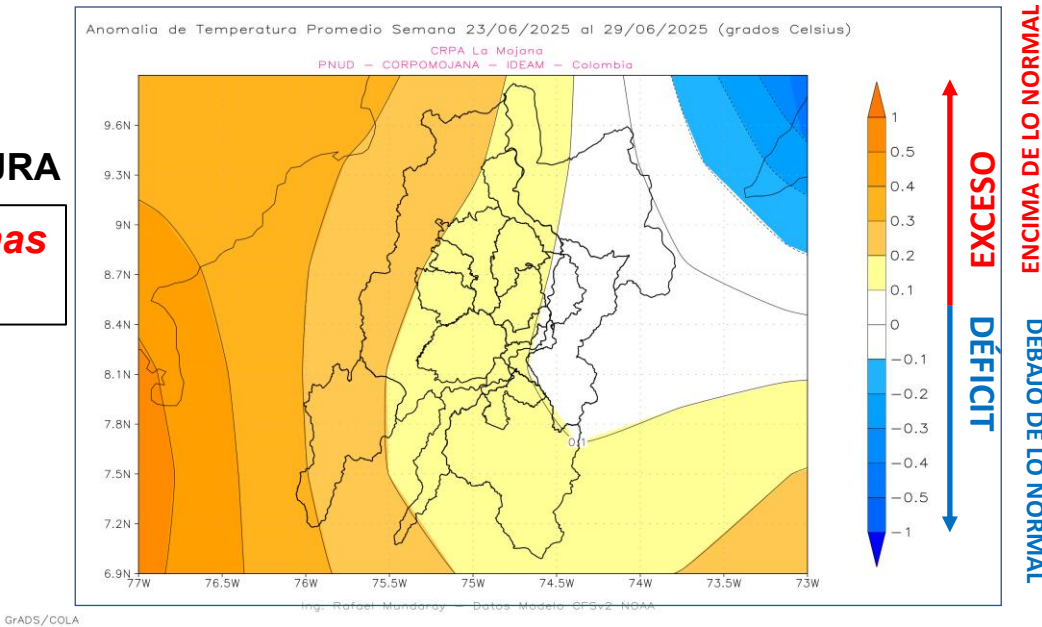 Anomalia de Temperatura Promedio Semana 23/06/2025 al 29/06/2025 (grados Celsius)
CRPA La Mojana
PNUD – CORPOMOJANA – IDEAM – Colombia
URA
as
9.6N
9.3N
9N
8.7N
8.4N
8.1N
7.8N
7.5N
7.2N
6.9N
77W
76.5W
76W
75.5W
75W
74.5W
74W
73.5W
73W
0.1
1
0.5
0.4
0.3
0.2
0.1
0
−0.1
−0.2
−0.3
−0.4
−0.5
−1
EXCESO
DÉFICIT
ENCIMA DE LO NORMAL
DEBAJO DE LO NORMAL
Ing. Rafael Mundaray – Datos Modelo CFSv2 NOAA
GrADS/COLA